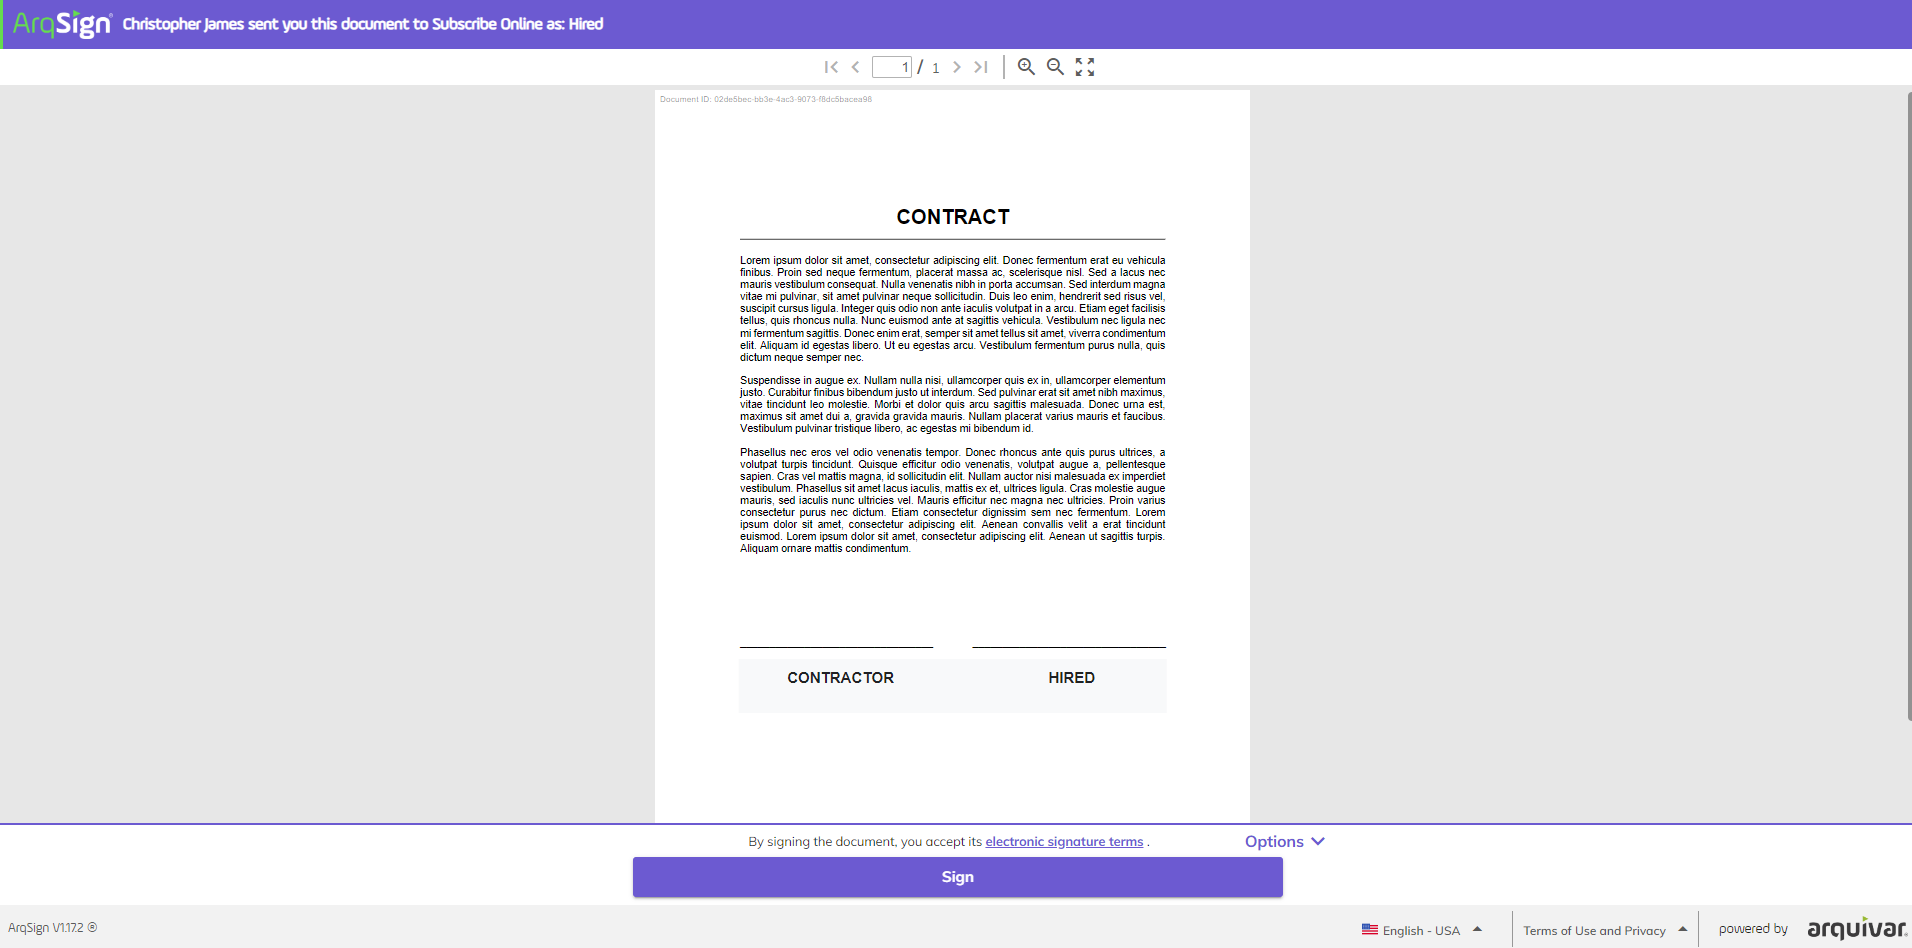 ArqSign® Christopher James sent you this document to Subscribe Online as: Hired
1 / 1
Document ID: 02de5bec-bb3e-4ac3-9073-f8dc5bacea98
CONTRACT
Lorem ipsum dolor sit amet, consectetur adipiscing elit. Donec fermentum erat eu vehicula
finibus. Proin sed neque fermentum, placerat massa ac, scelerisque nisl. Sed a lacus nec
mauris vestibulum consequat. Nulla venenatis nibh in porta accumsan. Sed interdum magna
vitae mi pulvinar, sit amet pulvinar neque sollicitudin. Duis leo enim, hendrerit sed risus vel,
suscipit cursus ligula. Integer quis odio non ante iaculis volutpat in a arcu. Etiam eget facilisis
tellus, quis rhoncus nulla. Nunc euismod ante at sagittis vehicula. Vestibulum nec ligula nec
mi fermentum sagittis. Donec enim erat, semper sit amet tellus sit amet, viverra condimentum
elit. Aliquam id egestas libero. Ut eu egestas arcu. Vestibulum fermentum purus nulla, quis
dictum neque semper nec.
Suspendisse in augue ex. Nullam nulla nisi, ullamcorper quis ex in, ullamcorper elementum
justo. Curabitur finibus bibendum justo ut interdum. Sed pulvinar erat sit amet nibh maximus,
vitae tincidunt leo molestie. Morbi et dolor quis arcu sagittis malesuada. Donec urna est,
maximus sit amet dui a, gravida gravida mauris. Nullam placerat varius mauris et faucibus.
Vestibulum pulvinar tristique libero, ac egestas mi bibendum id.
Phasellus nec eros vel odio venenatis tempor. Donec rhoncus ante quis purus ultrices, a
volutpat turpis tincidunt. Quisque efficitur odio venenatis, volutpat augue a, pellentesque
sapien. Cras vel mattis magna, id sollicitudin elit. Nullam auctor nisi malesuada ex imperdiet
vestibulum. Phasellus sit amet lacus iaculis, mattis ex et, ultrices ligula. Cras molestie augue
mauris, sed iaculis nunc ultricies vel. Mauris efficitur nec magna nec ultricies. Proin varius
consectetur purus nec dictum. Etiam consectetur dignissim sem nec fermentum. Lorem
ipsum dolor sit amet, consectetur adipiscing elit. Aenean convallis velit a erat tincidunt
euismod. Lorem ipsum dolor sit amet, consectetur adipiscing elit. Aenean ut sagittis turpis.
Aliquam ornare mattis condimentum.
CONTRACTOR HIRED
By signing the document, you accept its electronic signature terms . Options
Sign
ArqSign V1.17.2 ® English - USA Terms of Use and Privacy powered by arquivar.